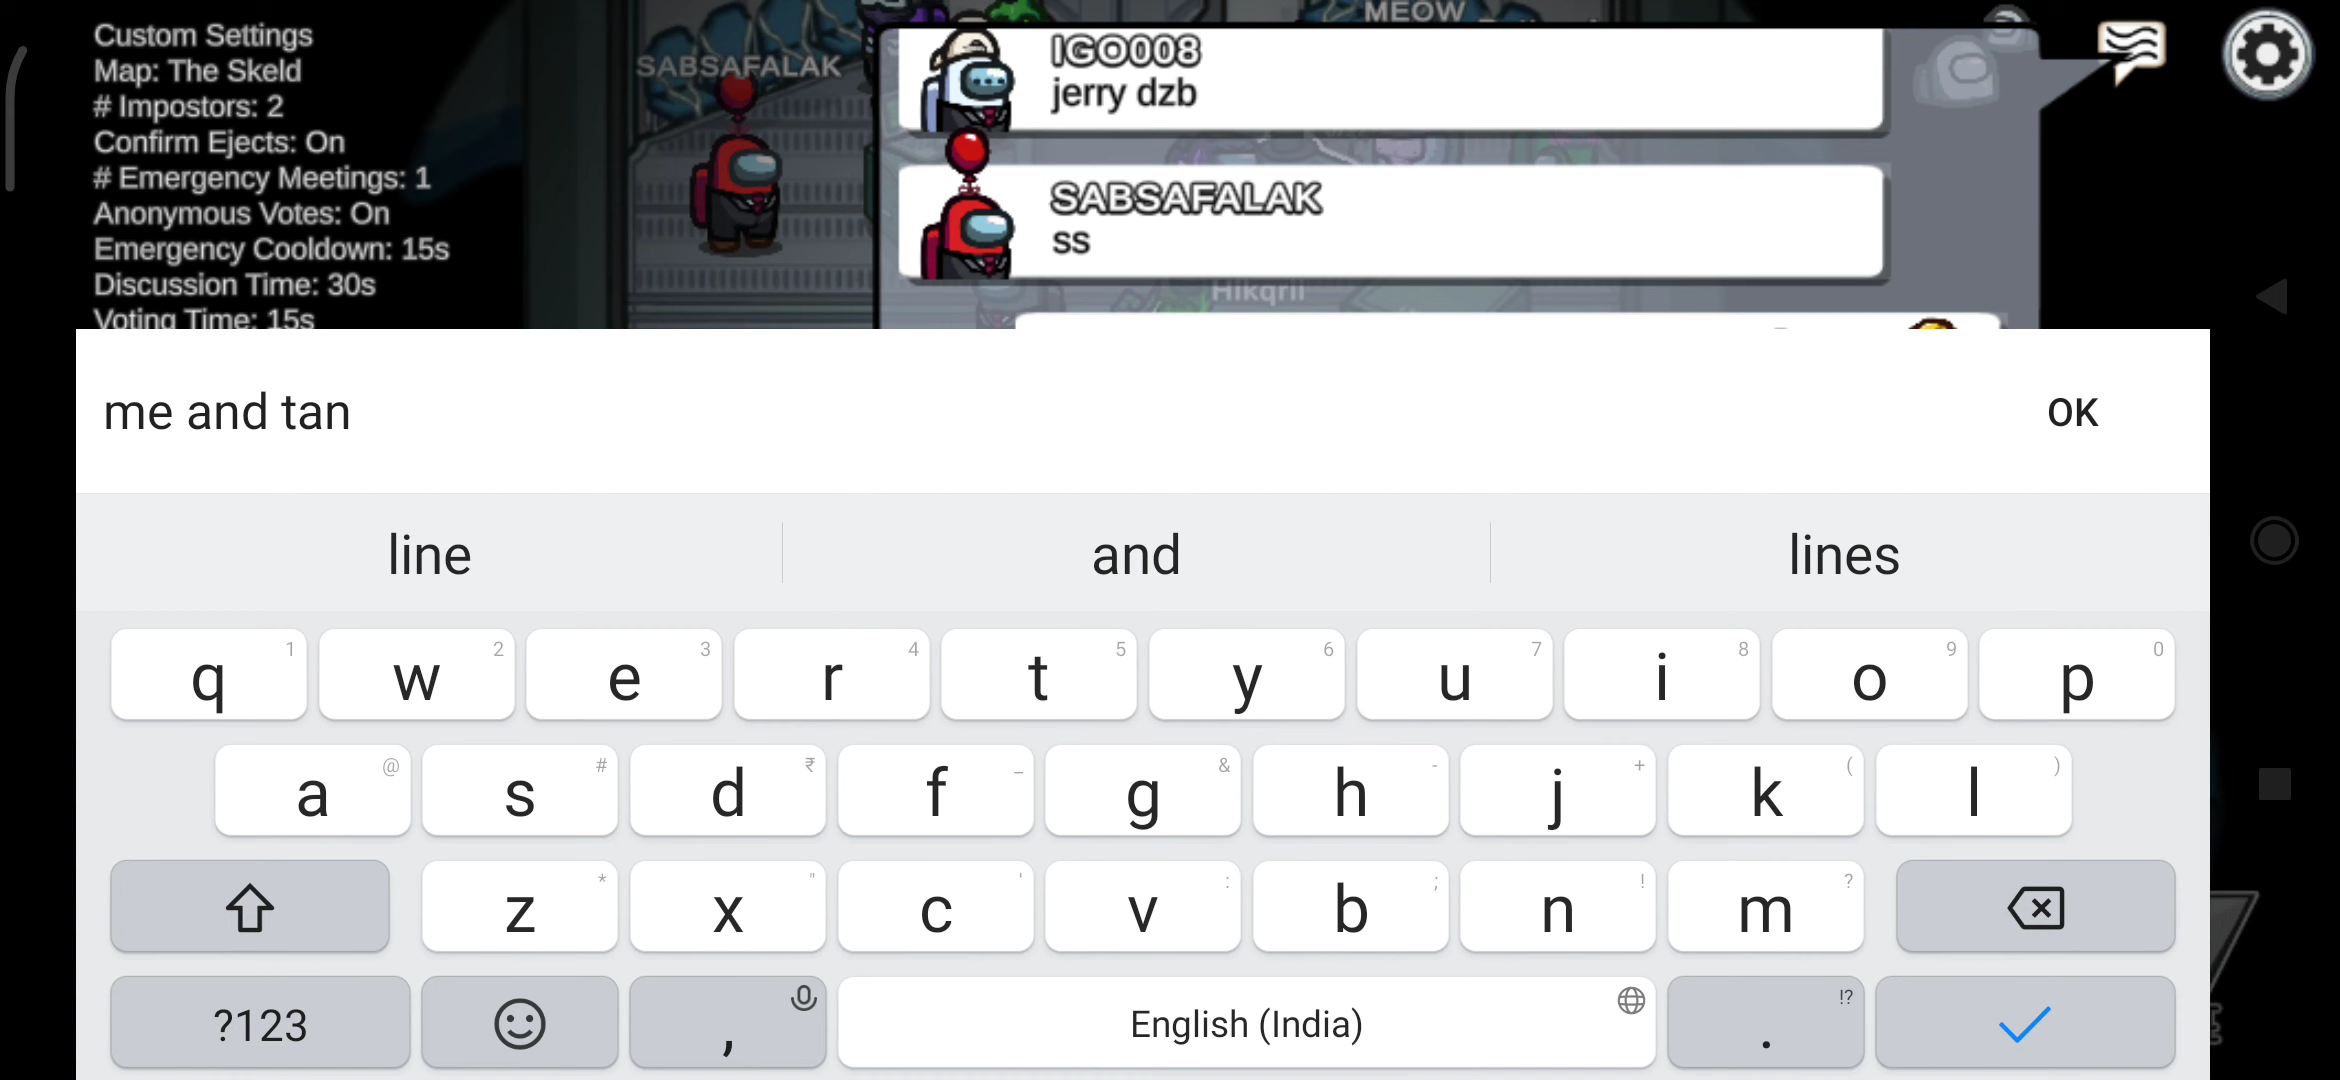 Custom Settings
Map: The Skeld
# Impostors: 2
Confirm Ejects: On
# Emergency Meetings: 1
Anonymous Votes: On
Emergency Cooldown: 15s
Discussion Time: 30s
Voting Time: 15s
SABSAFALAK
MEOW
IGO008
jerry dzb
SABSAFALAK
ss
Hikqrli
me and tan
OK
line and lines
q 1 w 2 e 3 r 4 t 5 y 6 u 7 i 8 o 9 p 0
a @ s # d ₹ f _ g & h - j + k ( l )
z * x " c ' v : b ; n ! m ?
?123 , English (India) . !?